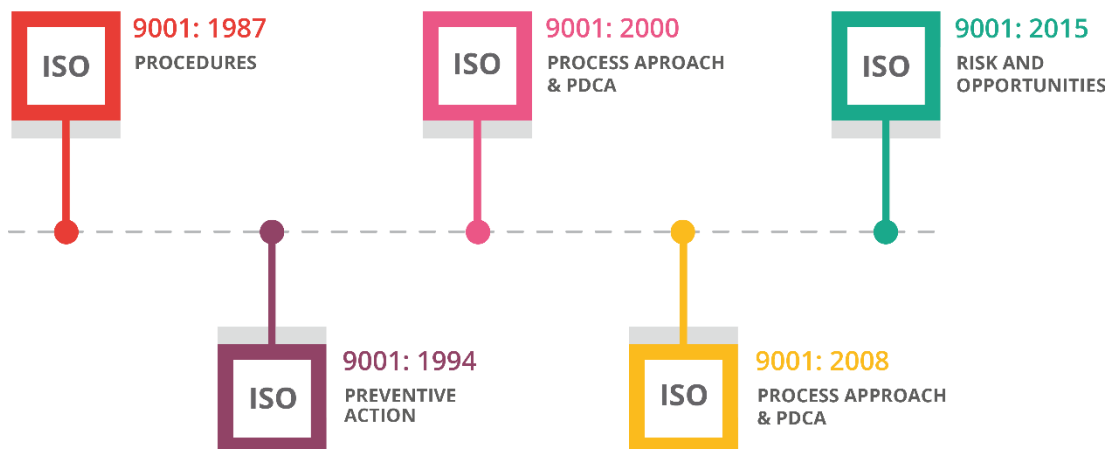 ISO
9001: 1987
PROCEDURES
ISO
9001: 1994
PREVENTIVE
ACTION
ISO
9001: 2000
PROCESS APROACH
& PDCA
ISO
9001: 2008
PROCESS APPROACH
& PDCA
ISO
9001: 2015
RISK AND
OPPORTUNITIES